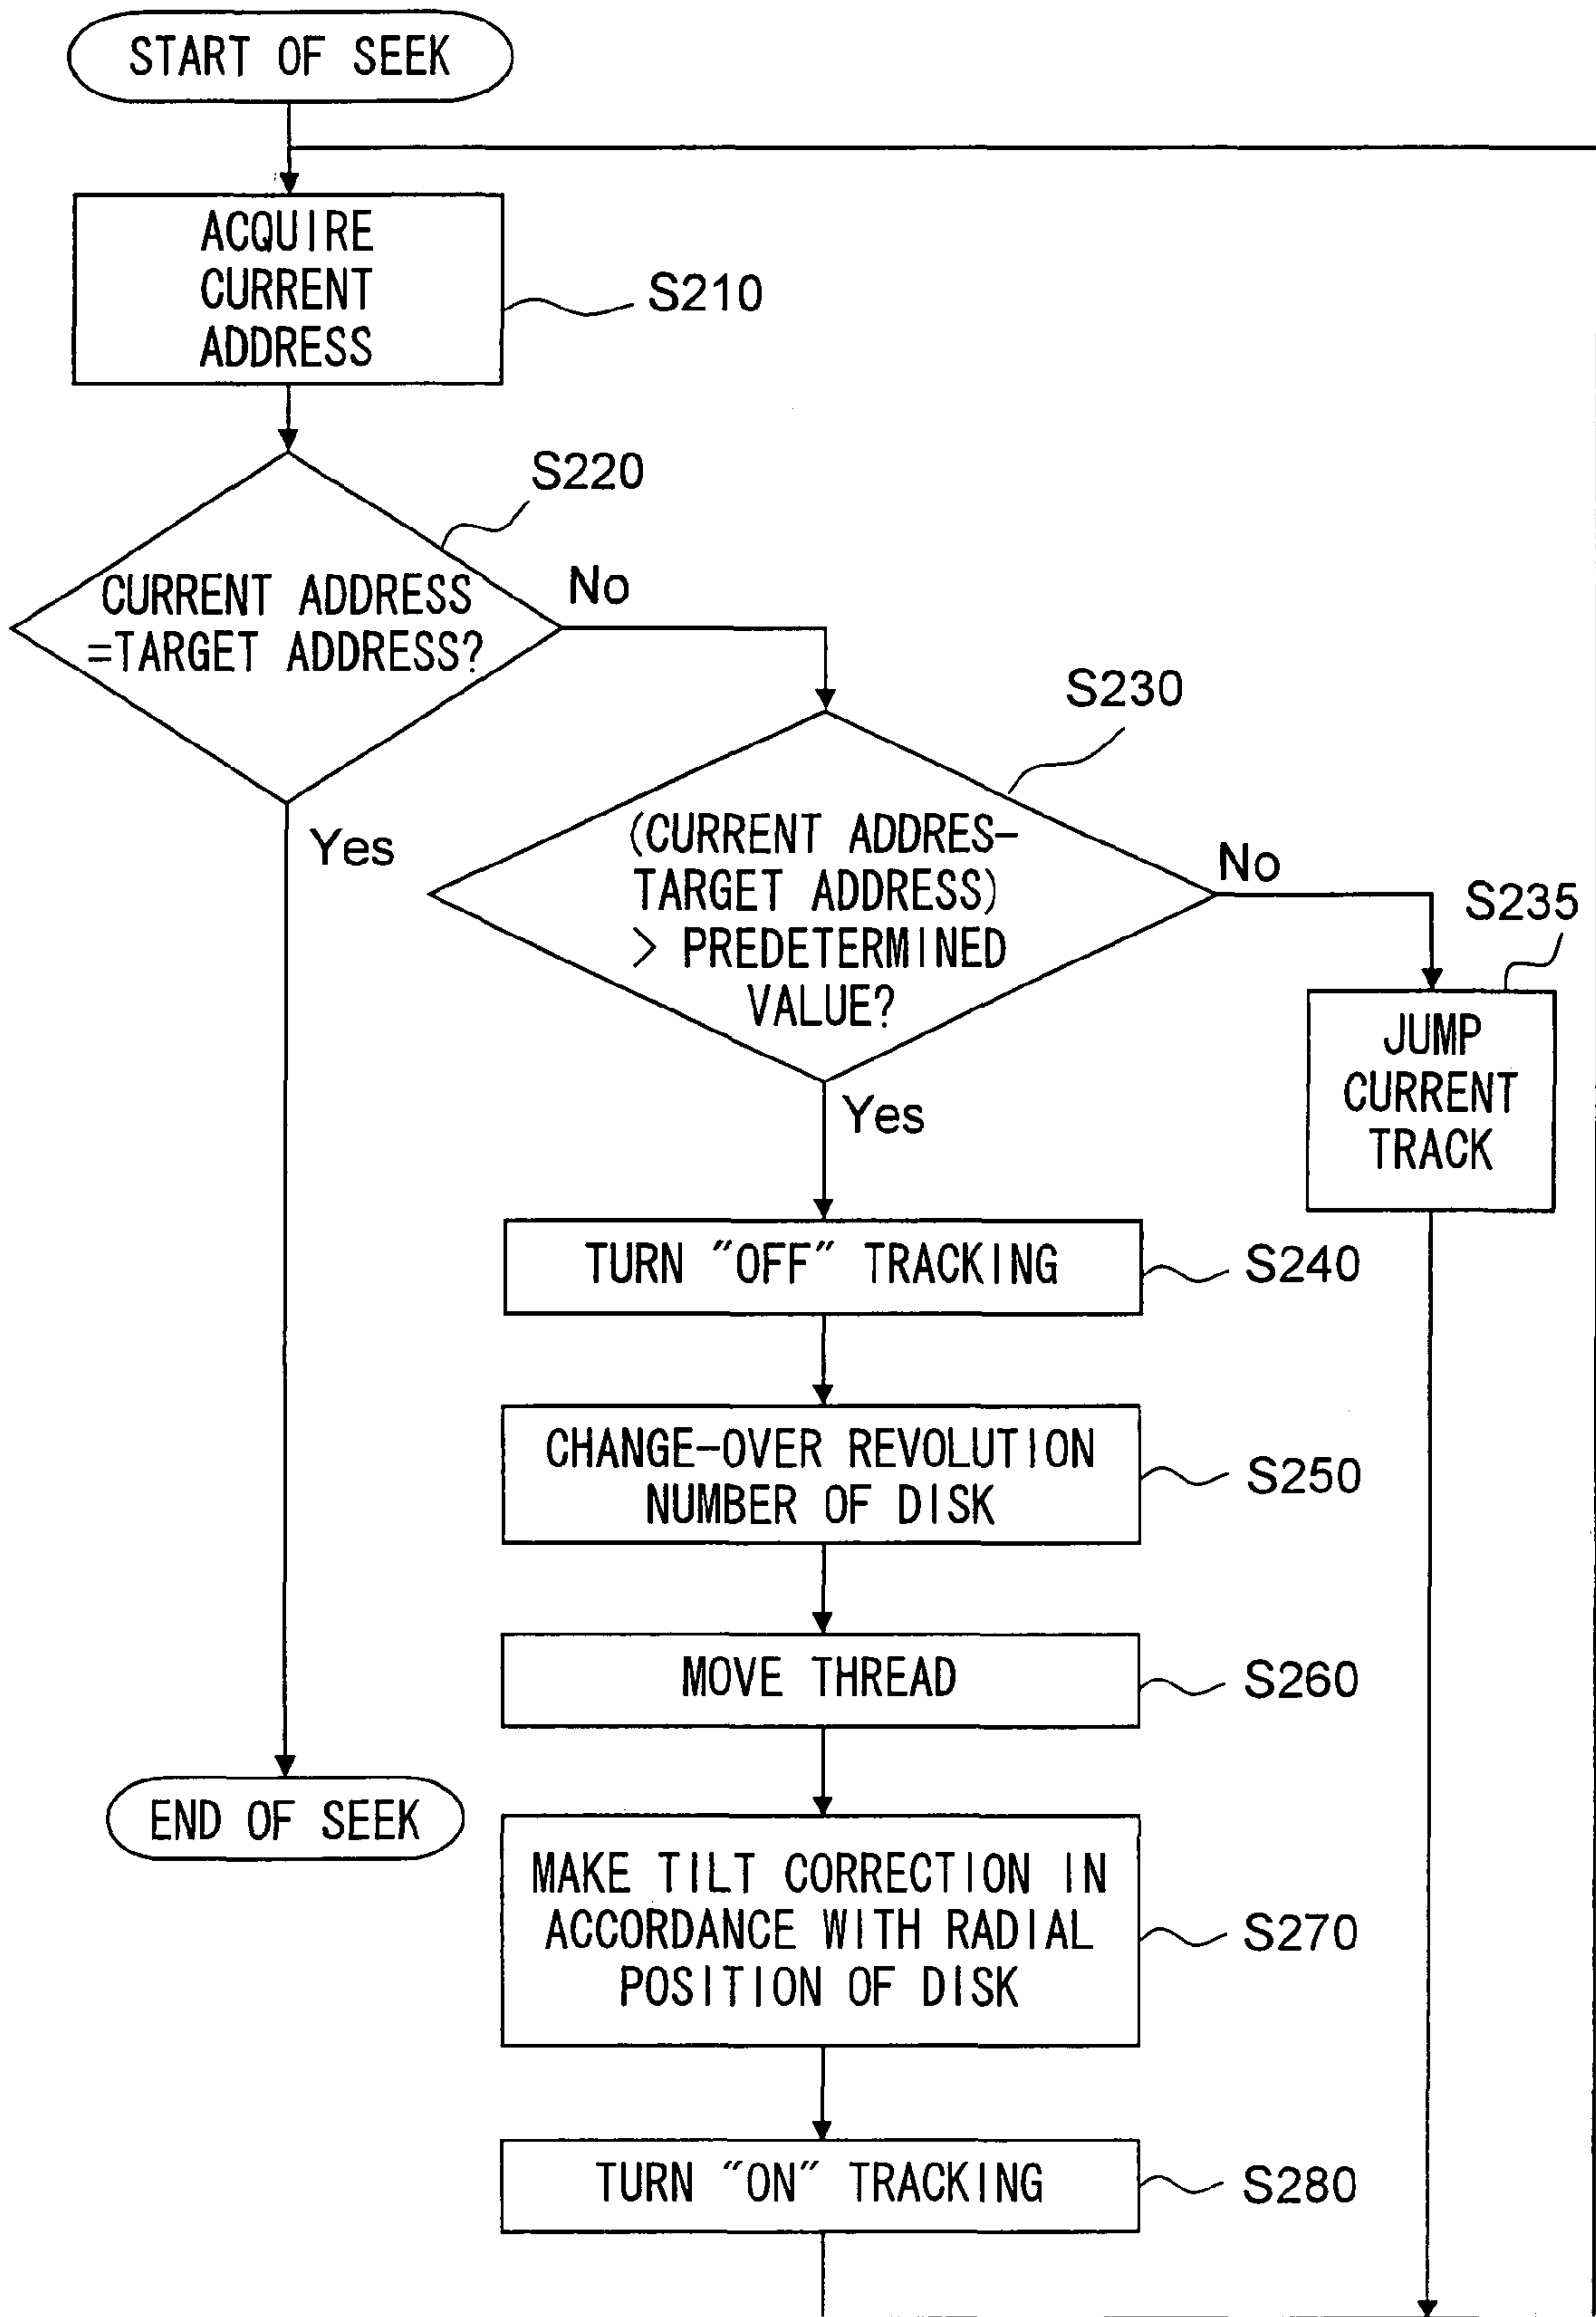 START OF SEEK
ACQUIRE
CURRENT
ADDRESS
S210
S220
CURRENT ADDRESS
=TARGET ADDRESS?
No
Yes
S230
(CURRENT ADDRES-
TARGET ADDRESS)
> PREDETERMINED
VALUE?
No
Yes
S235
JUMP
CURRENT
TRACK
TURN "OFF" TRACKING
S240
CHANGE-OVER REVOLUTION
NUMBER OF DISK
S250
MOVE THREAD
S260
END OF SEEK
MAKE TILT CORRECTION IN
ACCORDANCE WITH RADIAL
POSITION OF DISK
S270
TURN "ON" TRACKING
S280